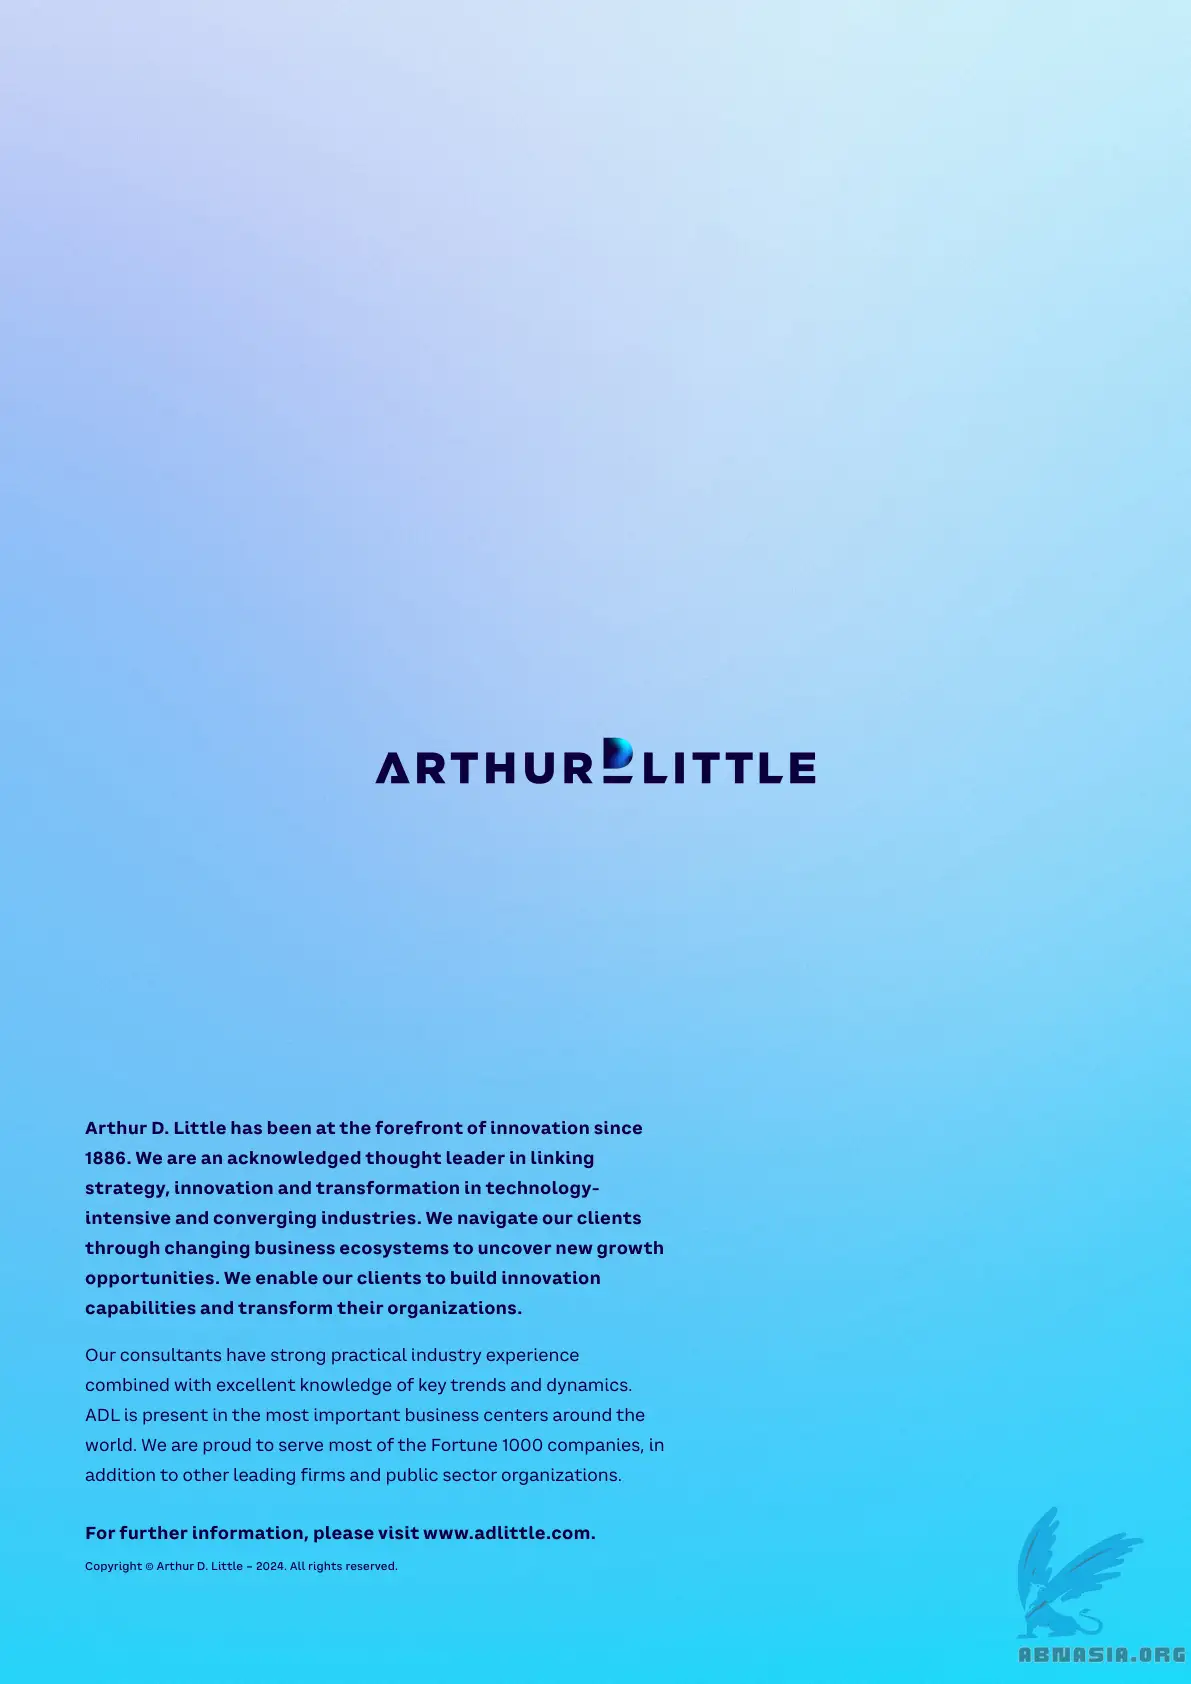 ARTHUR D LITTLE
Arthur D. Little has been at the forefront of innovation since
1886. We are an acknowledged thought leader in linking
strategy, innovation and transformation in technology-
intensive and converging industries. We navigate our clients
through changing business ecosystems to uncover new growth
opportunities. We enable our clients to build innovation
capabilities and transform their organizations.
Our consultants have strong practical industry experience
combined with excellent knowledge of key trends and dynamics.
ADL is present in the most important business centers around the
world. We are proud to serve most of the Fortune 1000 companies, in
addition to other leading firms and public sector organizations.
For further information, please visit www.adlittle.com.
Copyright © Arthur D. Little – 2024. All rights reserved.
ABNASIA.ORG